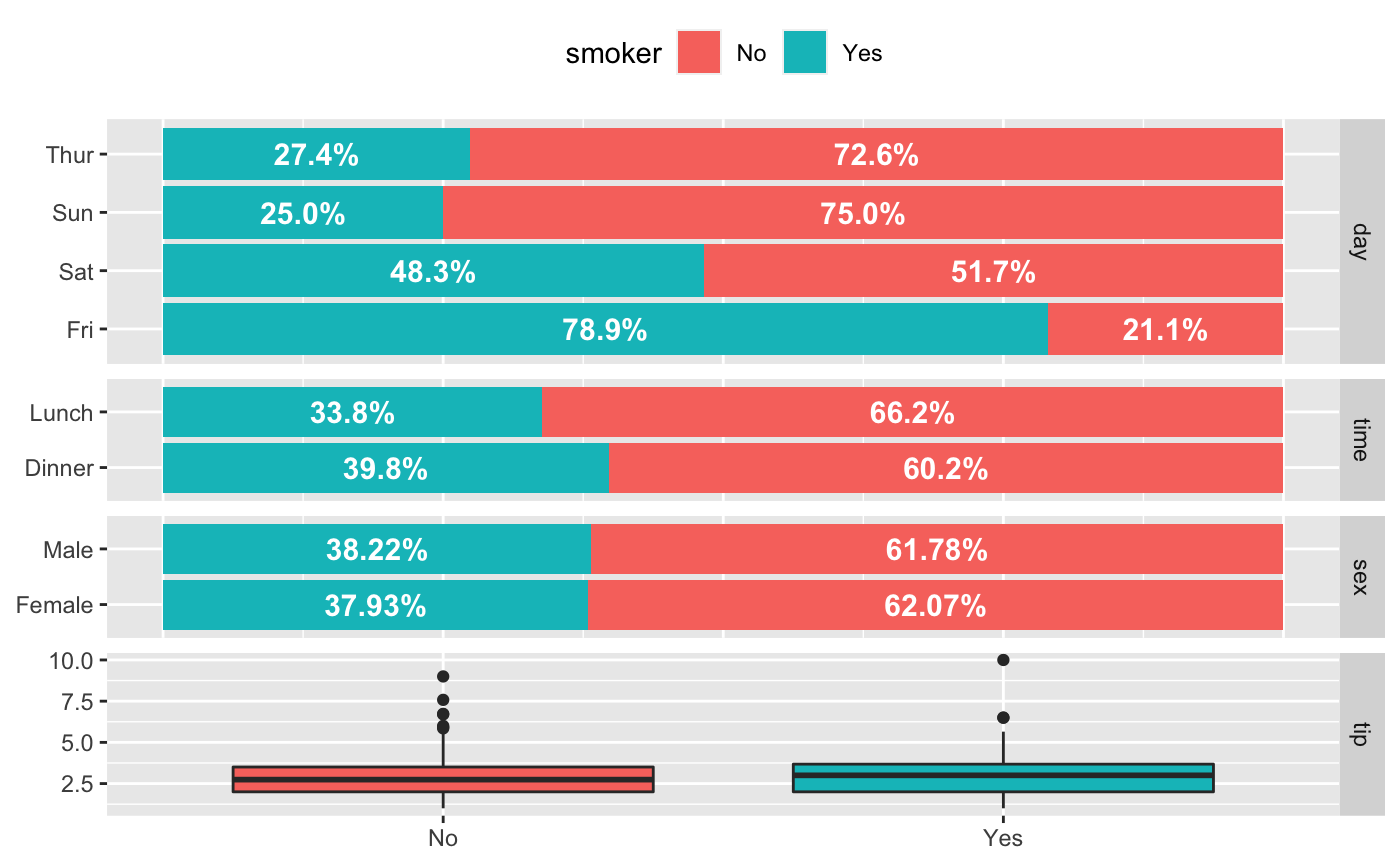 smoker No Yes
Thur 27.4% 72.6%
Sun 25.0% 75.0%
Sat 48.3% 51.7%
Fri 78.9% 21.1%
day
Lunch 33.8% 66.2%
Dinner 39.8% 60.2%
time
Male 38.22% 61.78%
Female 37.93% 62.07%
sex
10.0
7.5
5.0
2.5
tip
No Yes